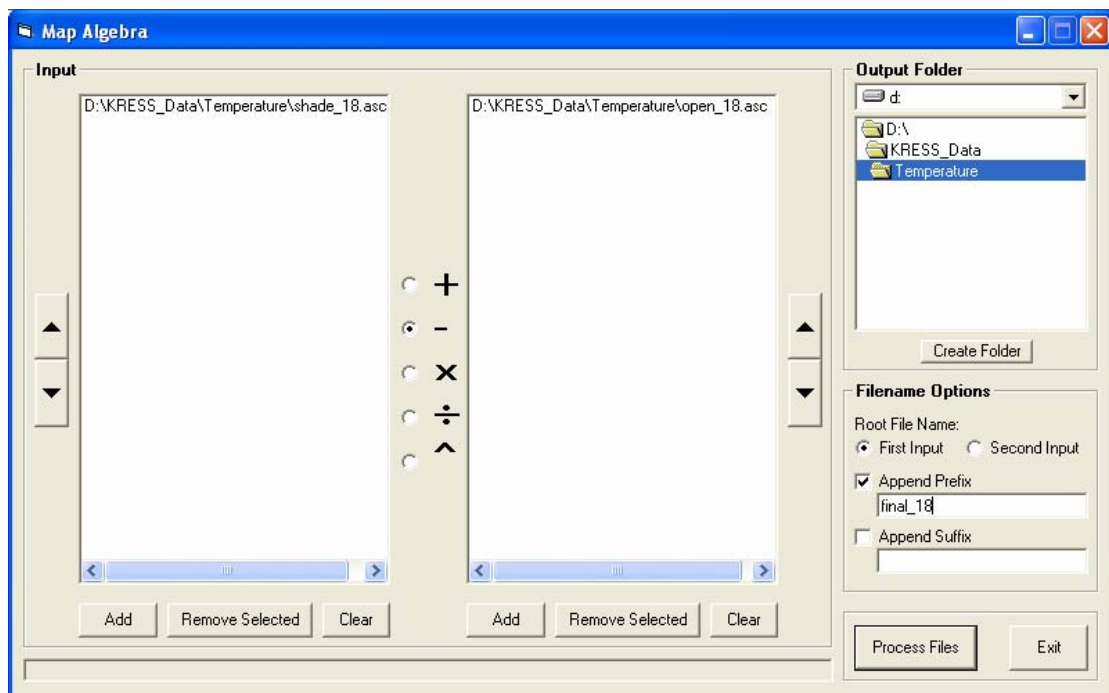 Map Algebra
Input
D:\KRESS_Data\Temperature\shade_18.asc
D:\KRESS_Data\Temperature\open_18.asc
+
-
×
÷
^
Add Remove Selected Clear
Add Remove Selected Clear
Output Folder
d:
D:\
KRESS_Data
Temperature
Create Folder
Filename Options
Root File Name:
First Input Second Input
Append Prefix
final_18
Append Suffix
Process Files Exit